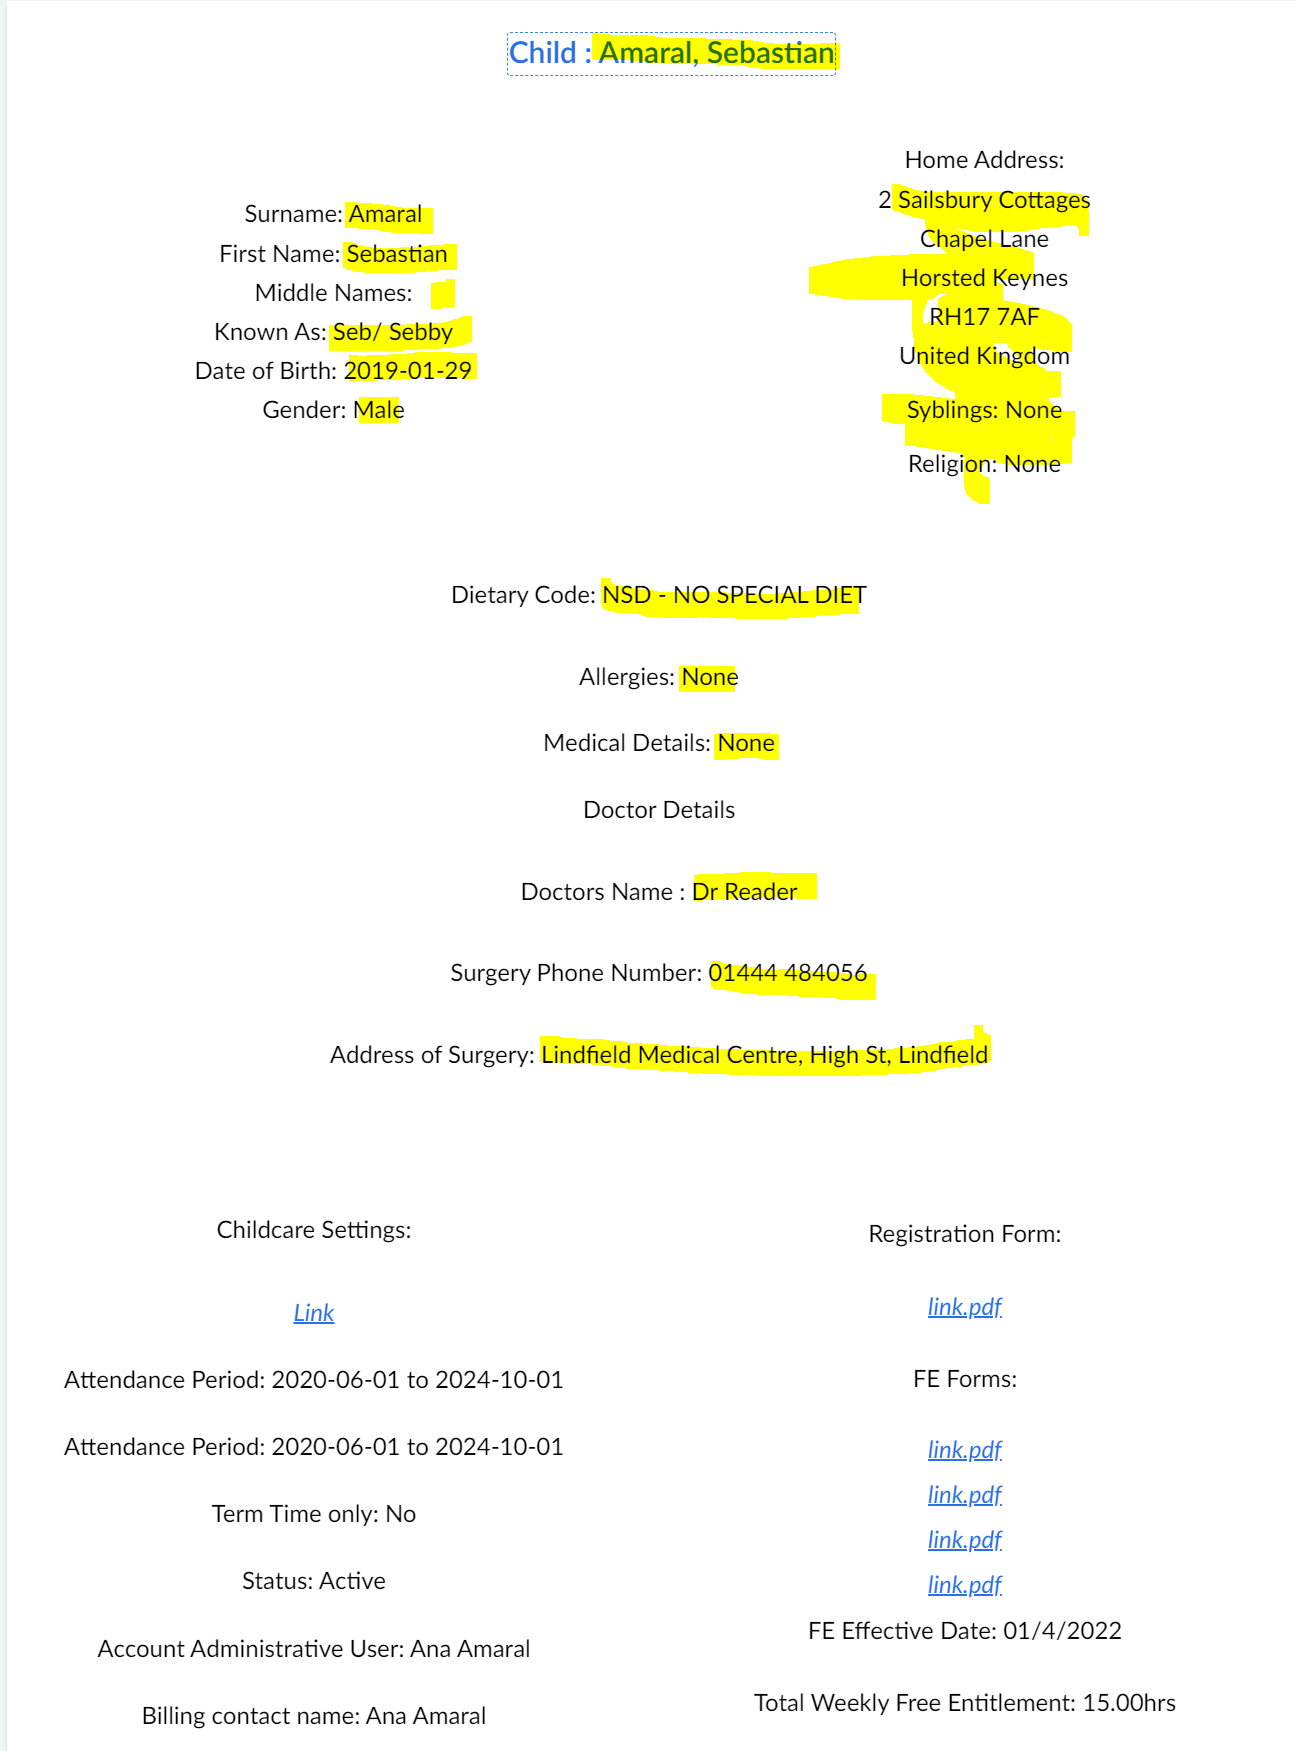 Child : Amaral, Sebastian
Surname: Amaral
First Name: Sebastian
Middle Names:
Known As: Seb/ Sebby
Date of Birth: 2019-01-29
Gender: Male
Home Address:
2 Sailsbury Cottages
Chapel Lane
Horsted Keynes
RH17 7AF
United Kingdom
Syblings: None
Religion: None
Dietary Code: NSD - NO SPECIAL DIET
Allergies: None
Medical Details: None
Doctor Details
Doctors Name : Dr Reader
Surgery Phone Number: 01444 484056
Address of Surgery: Lindfield Medical Centre, High St, Lindfield
Childcare Settings:
Link
Attendance Period: 2020-06-01 to 2024-10-01
Attendance Period: 2020-06-01 to 2024-10-01
Term Time only: No
Status: Active
Account Administrative User: Ana Amaral
Billing contact name: Ana Amaral
Registration Form:
link.pdf
FE Forms:
link.pdf
link.pdf
link.pdf
link.pdf
FE Effective Date: 01/4/2022
Total Weekly Free Entitlement: 15.00hrs